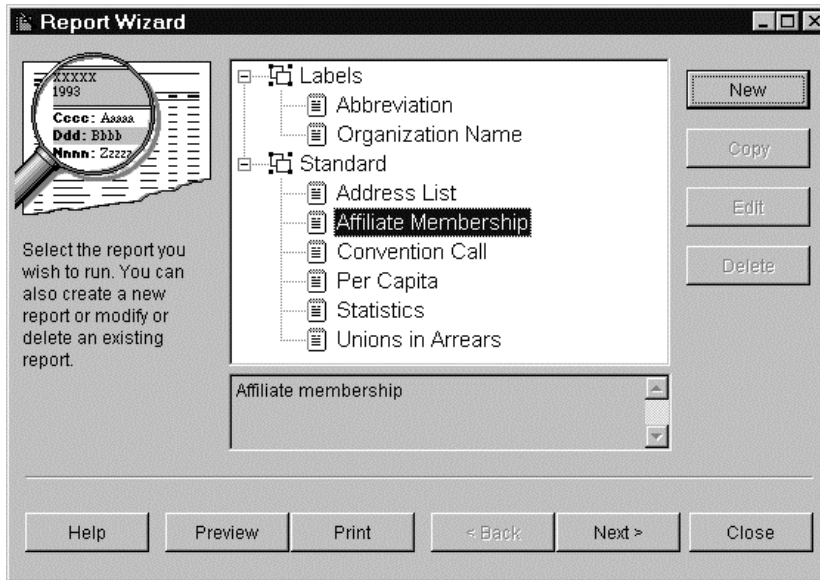 Report Wizard
XXXXX
1993
Cccc: Aaaaa
Ddd: Bbbb
Nnnn: Zzzzz
Select the report you
wish to run. You can
also create a new
report or modify or
delete an existing
report.
Labels
Abbreviation
Organization Name
Standard
Address List
Affiliate Membership
Convention Call
Per Capita
Statistics
Unions in Arrears
Affiliate membership
New
Copy
Edit
Delete
Help
Preview
Print
< Back
Next >
Close